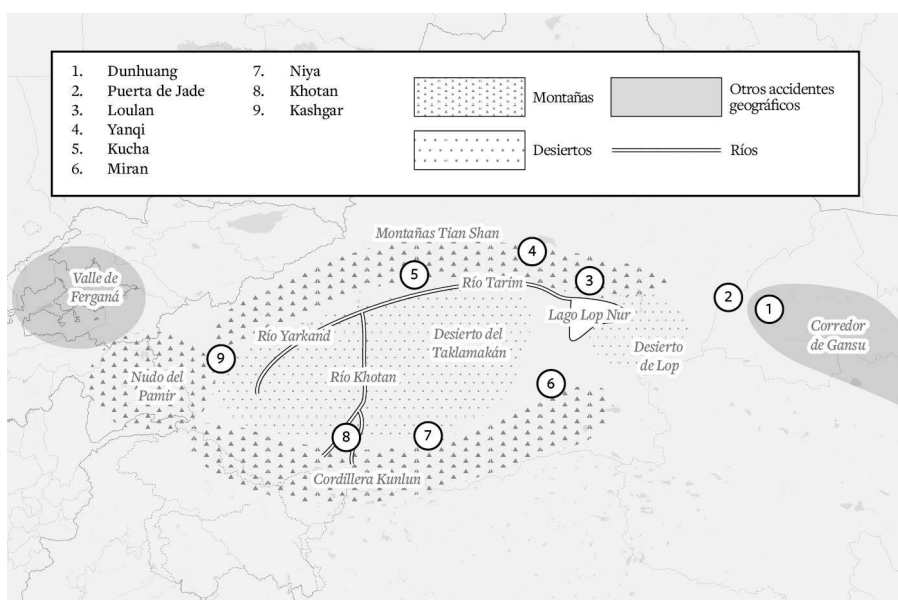 1. Dunhuang
2. Puerta de Jade
3. Loulan
4. Yanqi
5. Kucha
6. Miran
7. Niya
8. Khotan
9. Kashgar
Montañas
Desiertos
Otros accidentes
geográficos
Ríos
Montañas Tian Shan
4
5
3
Río Tarim
Valle de
Ferganá
2
1
Lago Lop Nur
Río Yarkand
Desierto del
Taklamakán
Corredor
de Gansu
Desierto
de Lop
9
Nudo del
Pamir
Río Khotan
6
8
7
Cordillera Kunlun